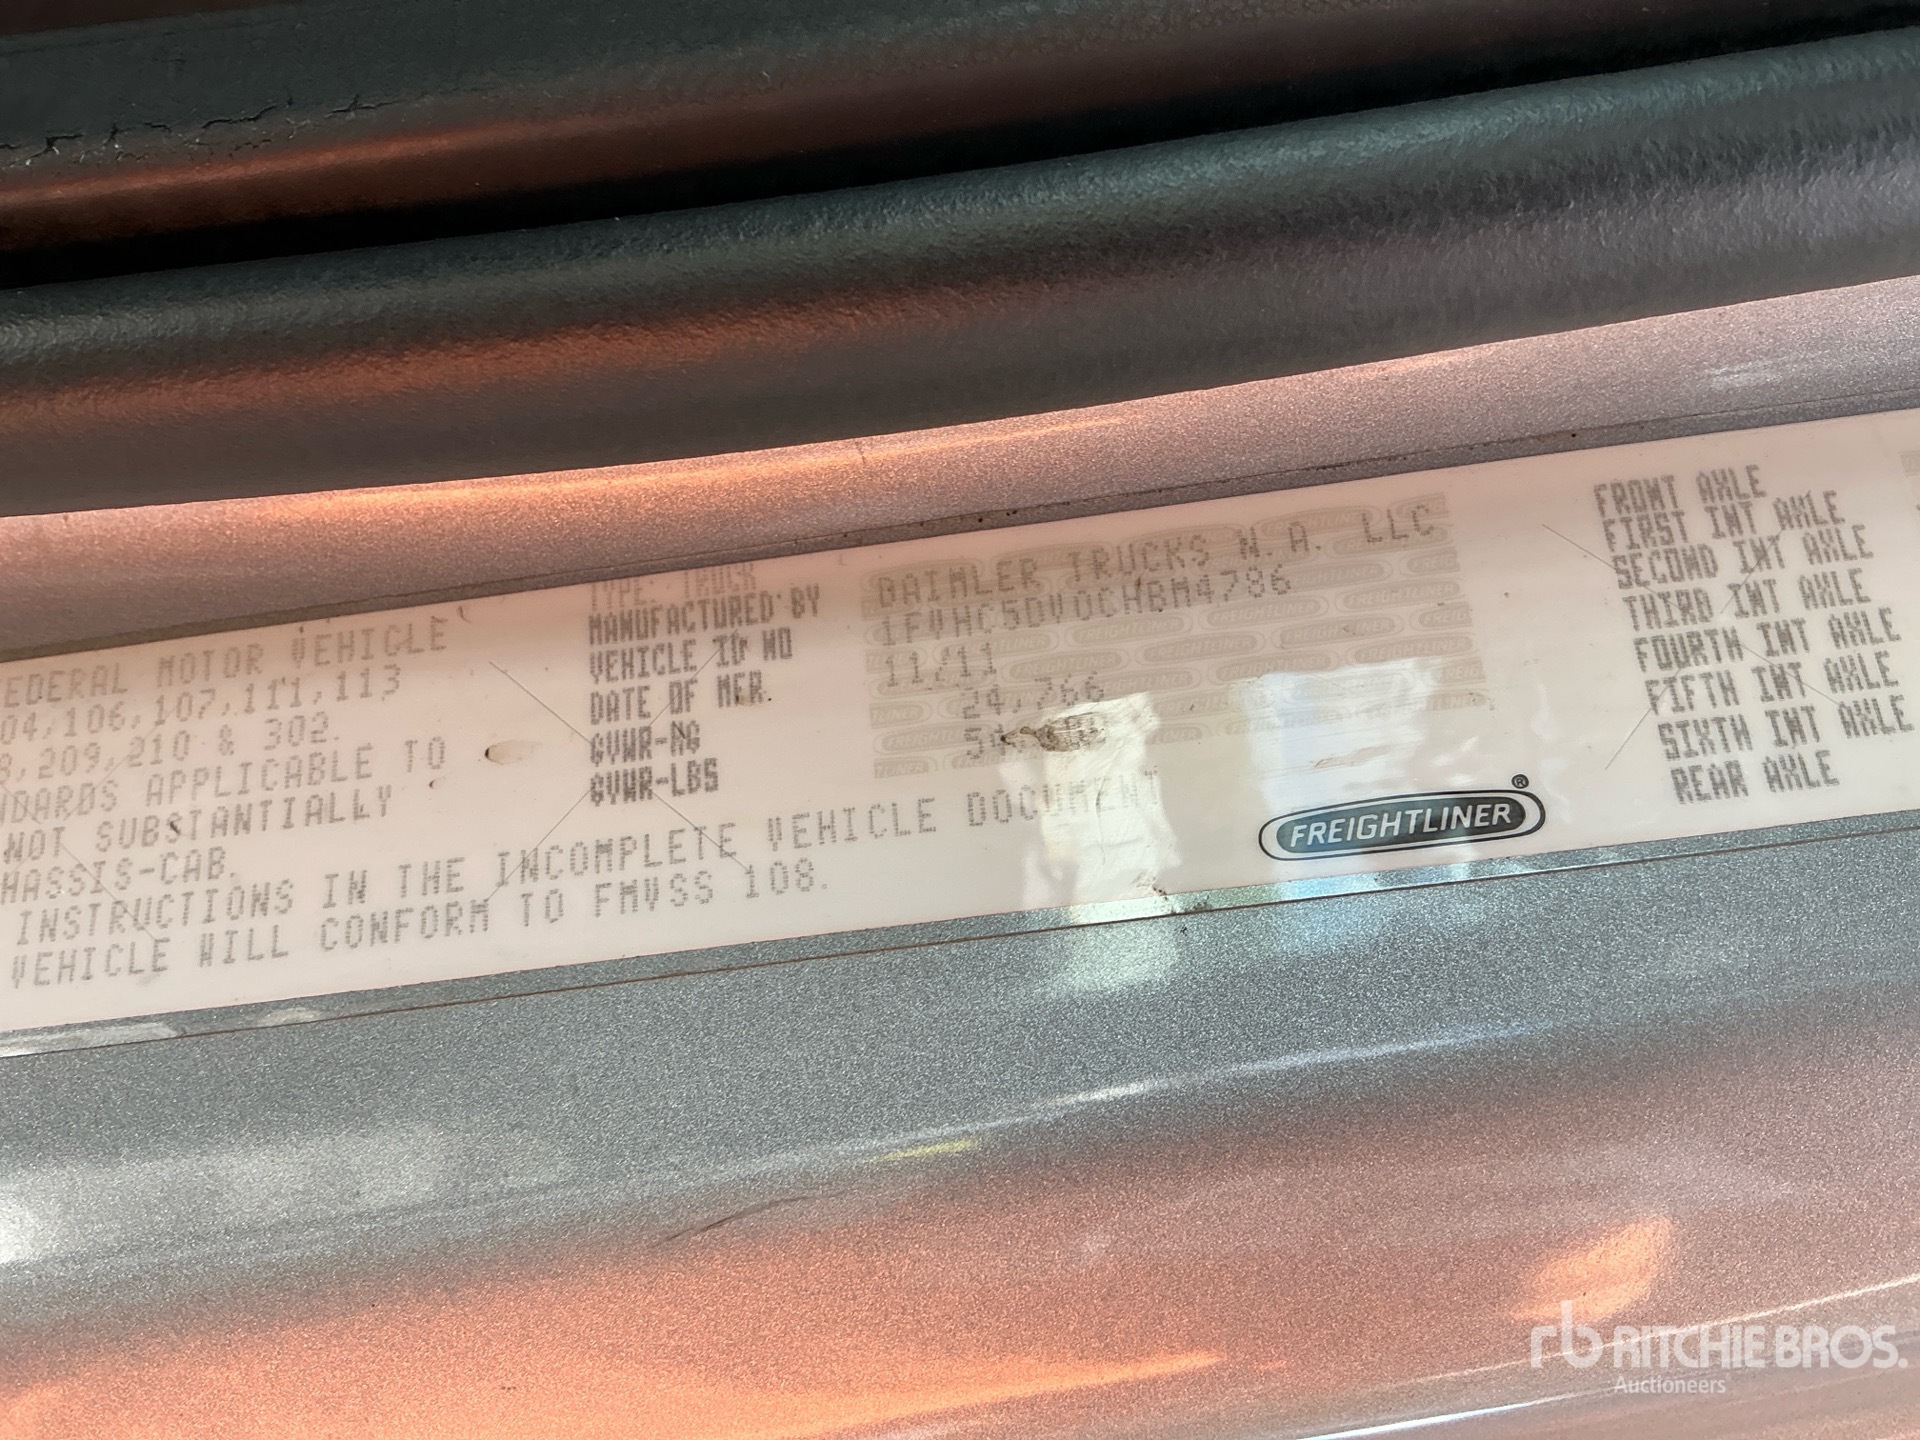 FEDERAL MOTOR VEHICLE
04,106,107,111,113
8,209,210 & 302.
NDARDS APPLICABLE TO
NOT SUBSTANTIALLY
HASSIS-CAB.
INSTRUCTIONS IN THE INCOMPLETE VEHICLE DOCUMENT
VEHICLE WILL CONFORM TO FMVSS 108.
TYPE: TRUCK
MANUFACTURED BY DAIMLER TRUCKS N.A. LLC
VEHICLE ID NO 1FVHC5DV0CHBM4786
DATE OF MFR. 11/11
GVWR-KG 24,766
GVWR-LBS
FREIGHTLINER®
FRONT AXLE
FIRST INT AXLE
SECOND INT AXLE
THIRD INT AXLE
FOURTH INT AXLE
FIFTH INT AXLE
SIXTH INT AXLE
REAR AXLE
rb RITCHIE BROS.
Auctioneers